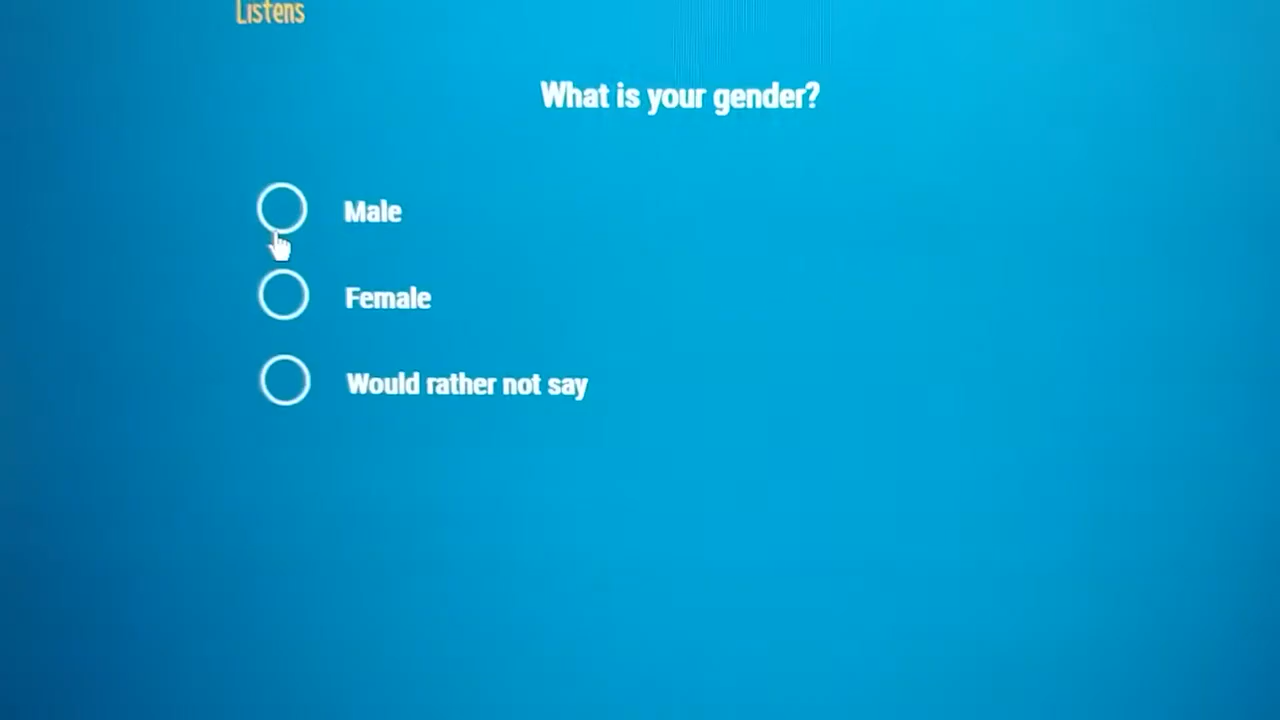 Listens
What is your gender?
Male
Female
Would rather not say